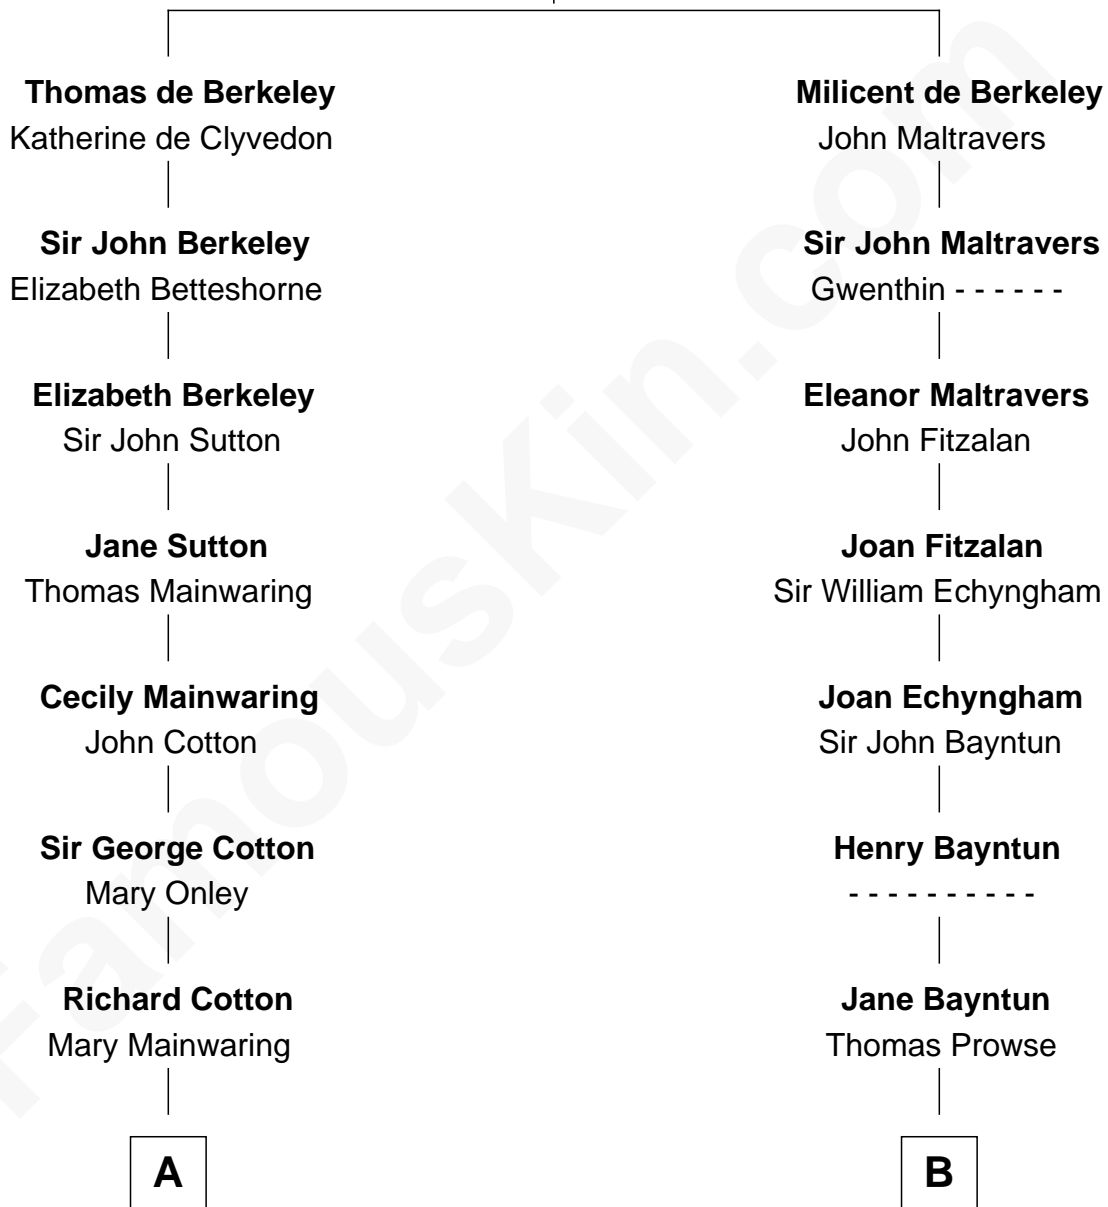 Thomas de Berkeley
Katherine de Clyvedon
Sir John Berkeley
Elizabeth Betteshorne
Elizabeth Berkeley
Sir John Sutton
Jane Sutton
Thomas Mainwaring
Cecily Mainwaring
John Cotton
Sir George Cotton
Mary Onley
Richard Cotton
Mary Mainwaring
A
Milicent de Berkeley
John Maltravers
Sir John Maltravers
Gwenthin - - - - - -
Eleanor Maltravers
John Fitzalan
Joan Fitzalan
Sir William Echyngham
Joan Echyngham
Sir John Bayntun
Henry Bayntun
- - - - - - - - - -
Jane Bayntun
Thomas Prowse
B
FamousKin.com